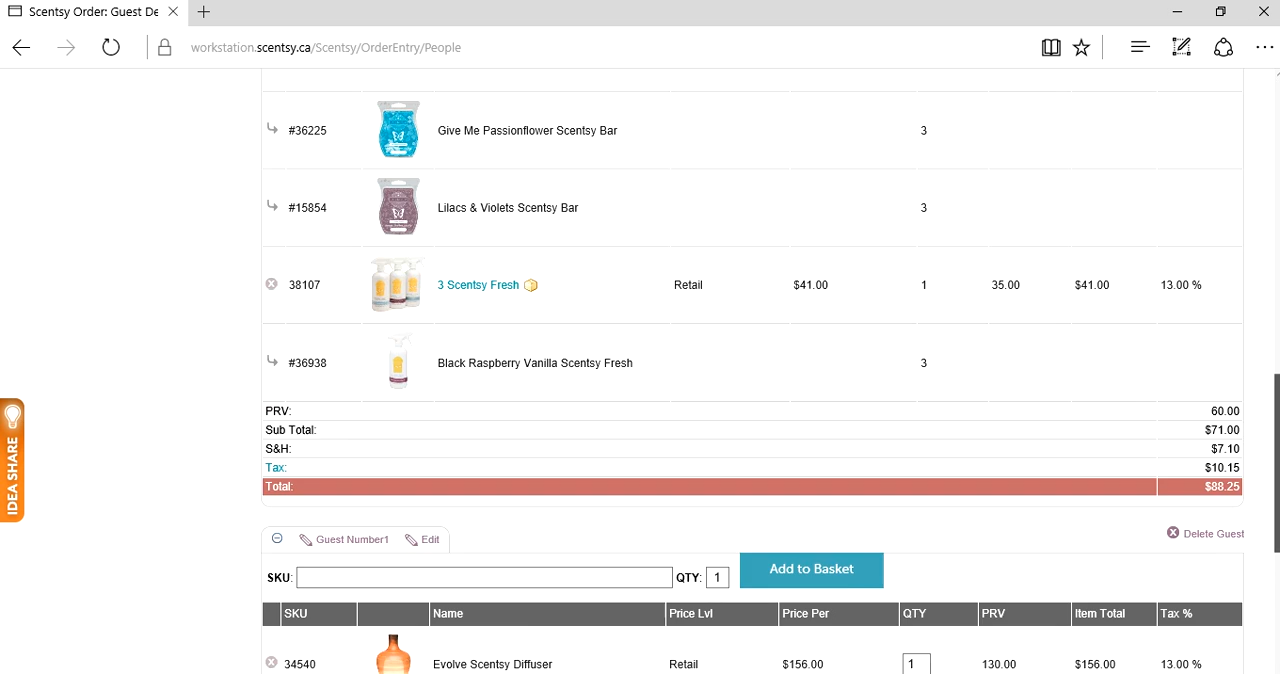 Scentsy Order: Guest De
workstation.scentsy.ca/Scentsy/OrderEntry/People
#36225 Give Me Passionflower Scentsy Bar 3
#15854 Lilacs & Violets Scentsy Bar 3
38107 3 Scentsy Fresh Retail $41.00 1 35.00 $41.00 13.00 %
#36938 Black Raspberry Vanilla Scentsy Fresh 3
PRV: 60.00
Sub Total: $71.00
S&H: $7.10
Tax: $10.15
Total: $88.25
IDEA SHARE
Guest Number1 Edit Delete Guest
SKU: QTY: 1 Add to Basket
SKU Name Price Lvl Price Per QTY PRV Item Total Tax %
34540 Evolve Scentsy Diffuser Retail $156.00 1 130.00 $156.00 13.00 %